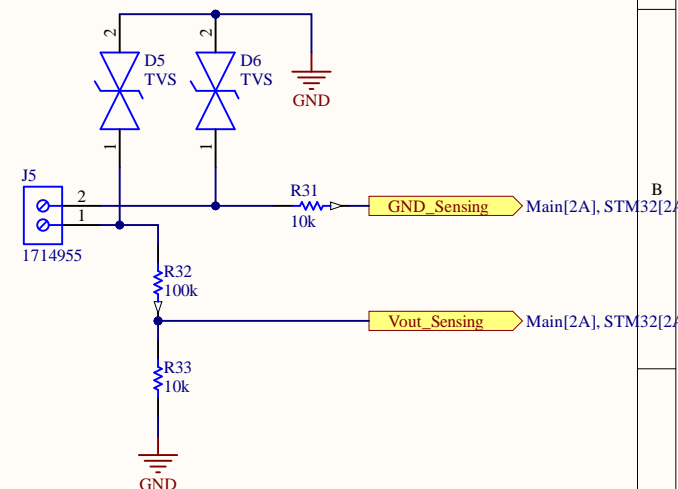 2
2
D5
TVS
D6
TVS
GND
1
1
J5
2
1
1714955
R31
10k
GND_Sensing
Main[2A], STM32[2A
B
R32
100k
Vout_Sensing
Main[2A], STM32[2A
R33
10k
GND